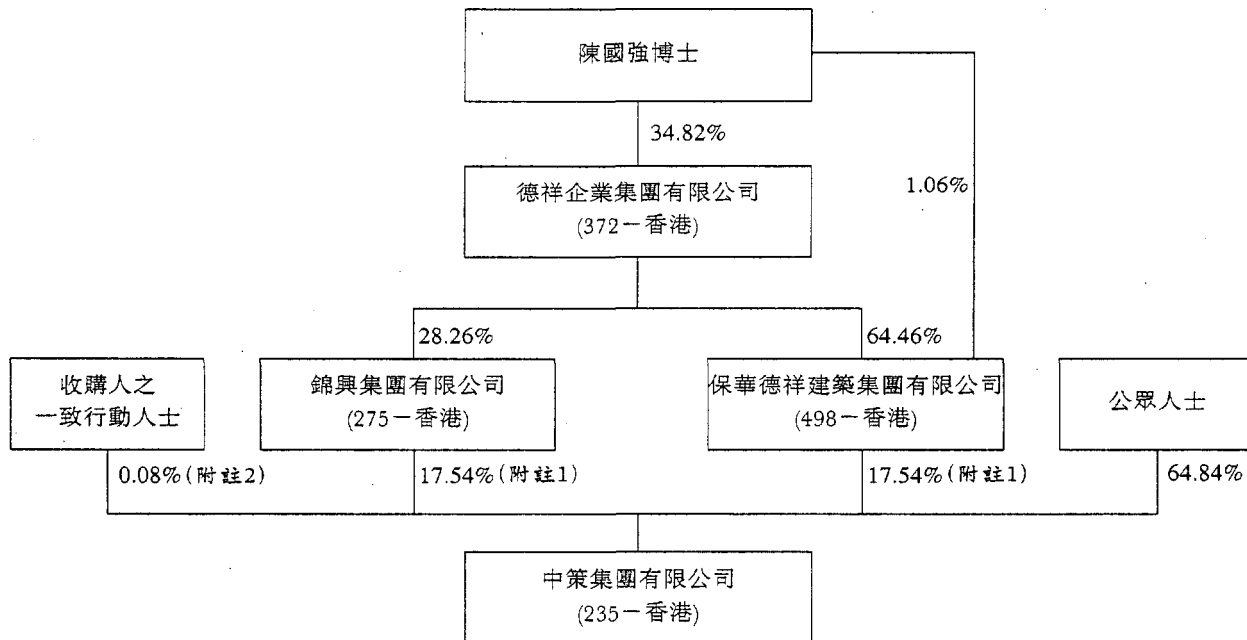 陳國強博士
34.82%
德祥企業集團有限公司
(372－香港)
1.06%
28.26%
64.46%
收購人之
一致行動人士
錦興集團有限公司
(275－香港)
保華德祥建築集團有限公司
(498－香港)
公眾人士
0.08%(附註2)
17.54%(附註1)
17.54%(附註1)
64.84%
中策集團有限公司
(235－香港)